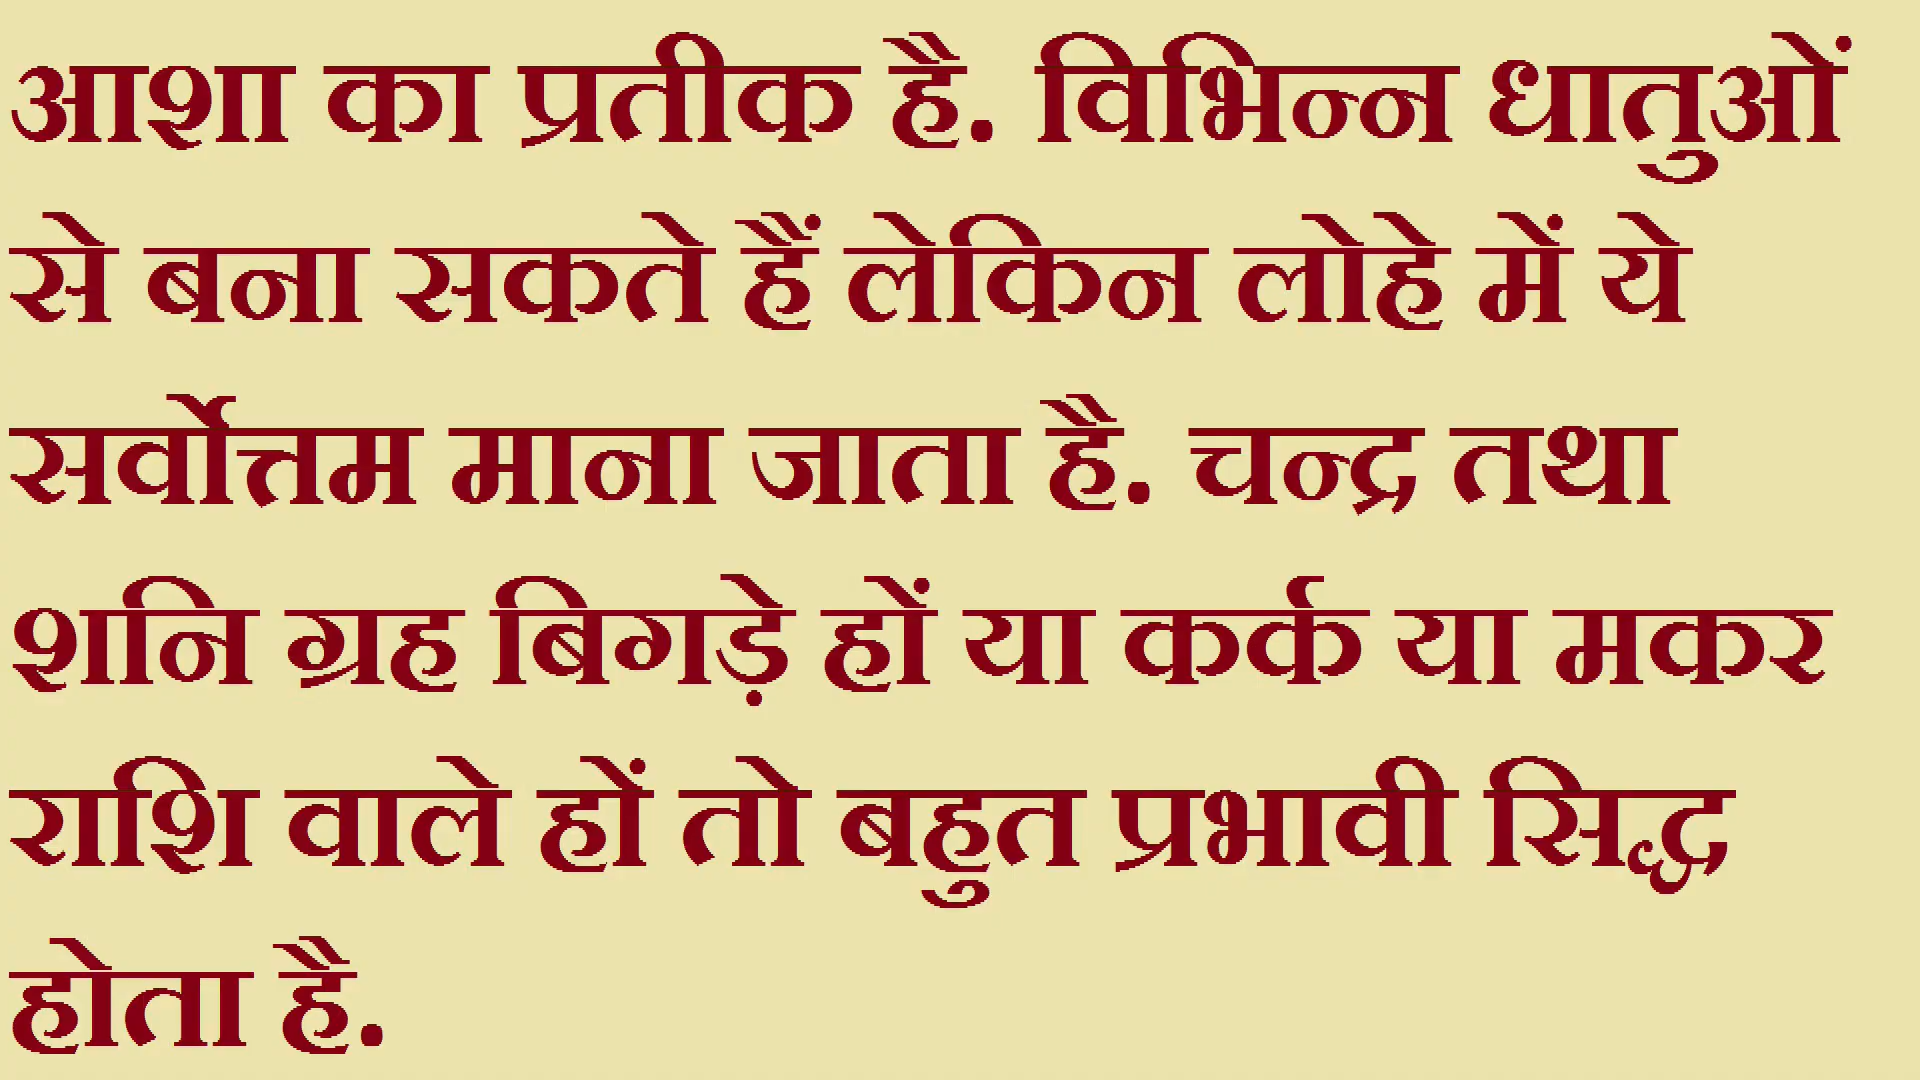 आशा का प्रतीक है. विभिन्न धातुओं
से बना सकते हैं लेकिन लोहे में ये
सर्वोत्तम माना जाता है. चन्द्र तथा
शनि ग्रह बिगड़े हों या कर्क या मकर
राशि वाले हों तो बहुत प्रभावी सिद्ध
होता है.